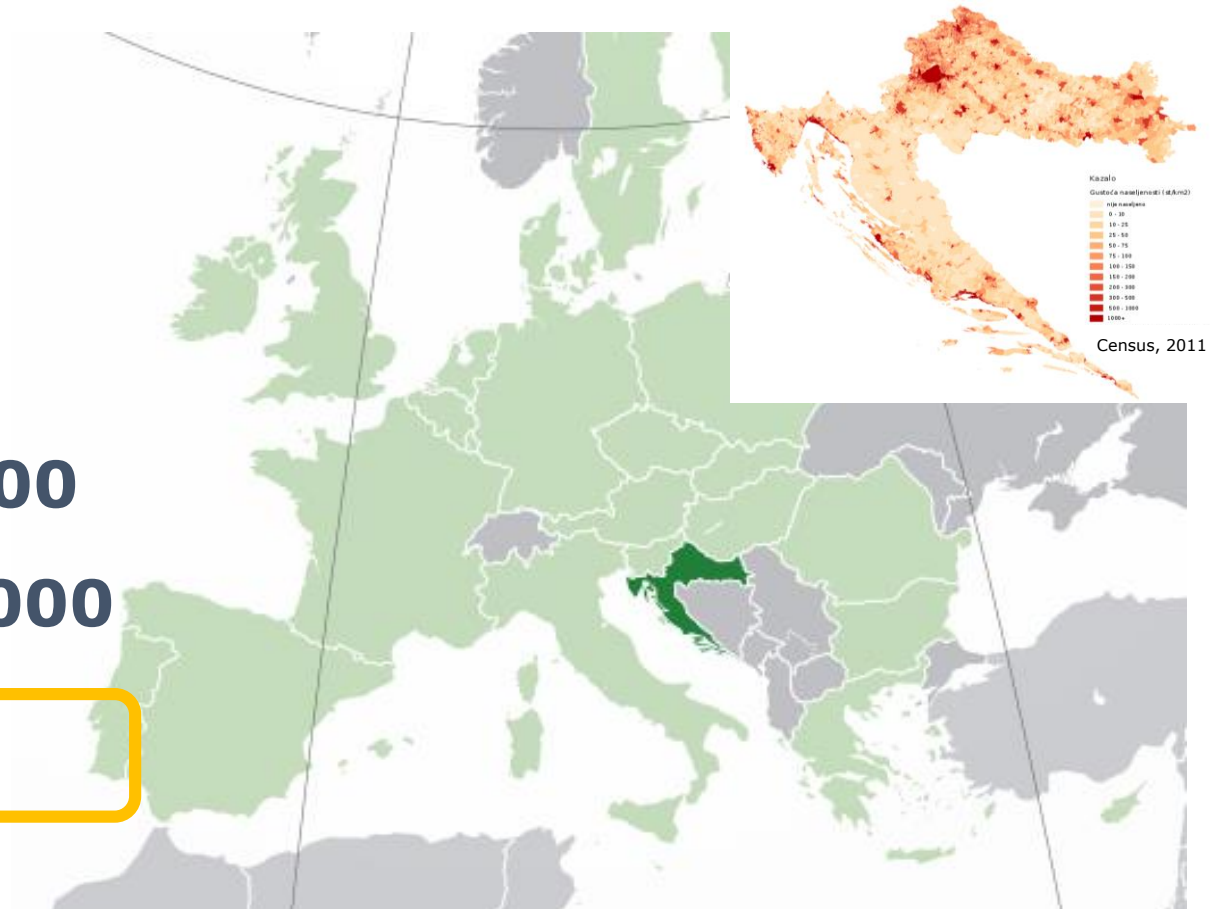 00
000
Kazalo
Gustoća naseljenosti (st/km2)
nije naseljeno
0 - 10
10 - 25
25 - 50
50 - 75
75 - 100
100 - 150
150 - 200
200 - 300
300 - 500
500 - 1000
1000+
Census, 2011